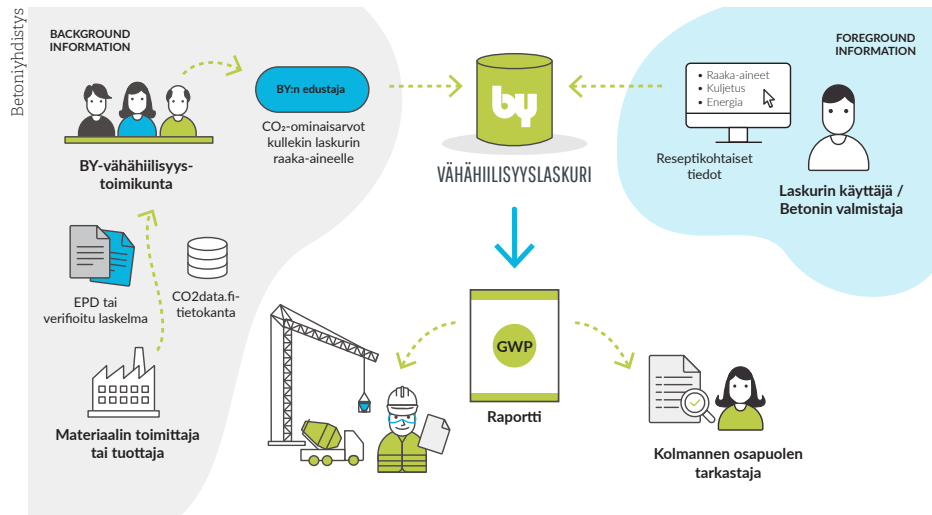 Betoniyhdistys
BACKGROUND
INFORMATION
BY:n edustaja
CO₂-ominaisarvot
kullekin laskurin
raaka-aineelle
BY-vähähiilisyys-
toimikunta
EPD tai
verifioitu laskelma
CO2data.fi-
tietokanta
Materiaalin toimittaja
tai tuottaja
by
VÄHÄHIILISYYSLASKURI
FOREGROUND
INFORMATION
• Raaka-aineet
• Kuljetus
• Energia
Reseptikohtaiset
tiedot
Laskurin käyttäjä /
Betonin valmistaja
GWP
Raportti
Kolmannen osapuolen
tarkastaja